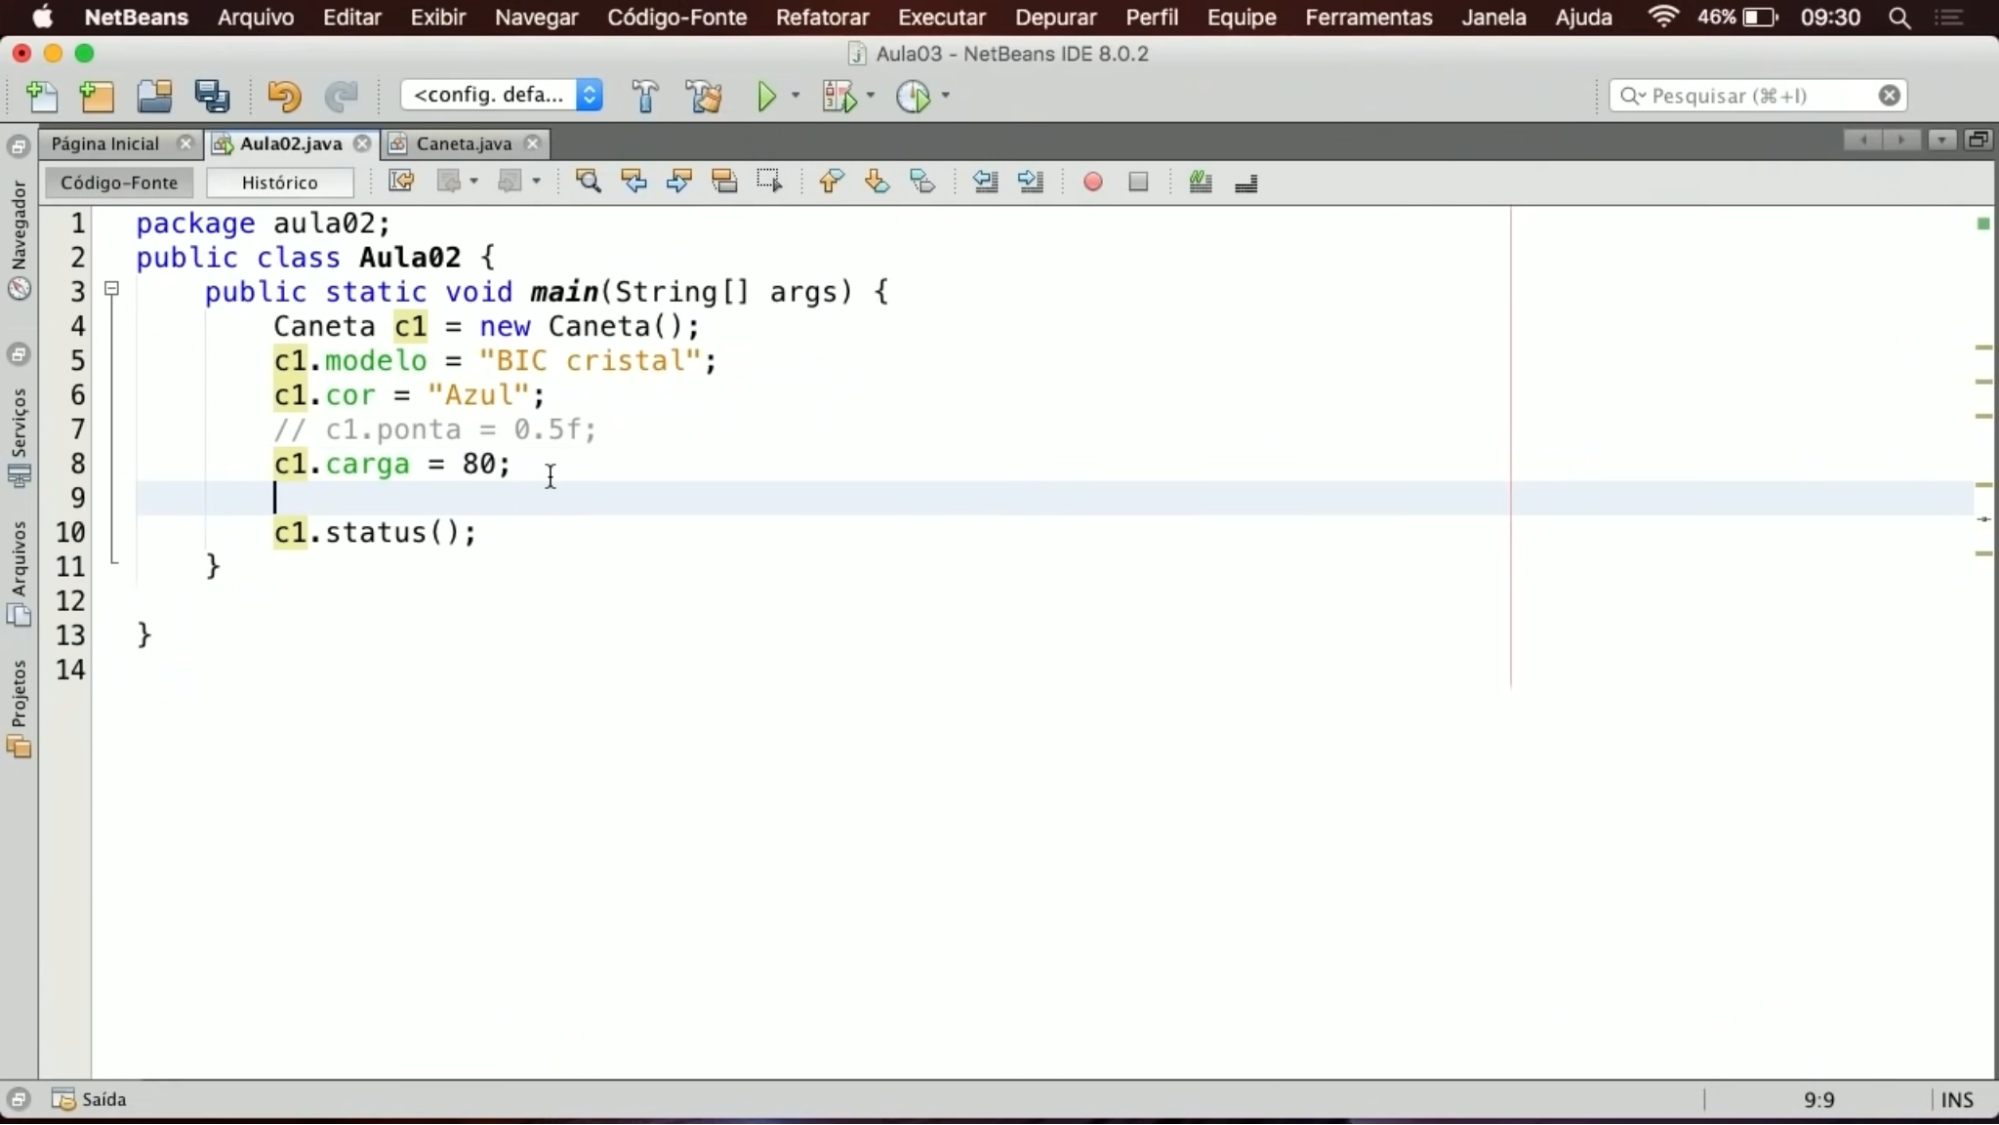 NetBeans Arquivo Editar Exibir Navegar Código-Fonte Refatorar Executar Depurar Perfil Equipe Ferramentas Janela Ajuda 46% 09:30
Aula03 - NetBeans IDE 8.0.2
<config. defa... Pesquisar (⌘+I)
Página Inicial Aula02.java Caneta.java
Código-Fonte Histórico
Navegador
Serviços
Arquivos
Projetos
1 package aula02;
2 public class Aula02 {
3 public static void main(String[] args) {
4 Caneta c1 = new Caneta();
5 c1.modelo = "BIC cristal";
6 c1.cor = "Azul";
7 // c1.ponta = 0.5f;
8 c1.carga = 80;
9
10 c1.status();
11 }
12
13 }
14
Saída 9:9 INS